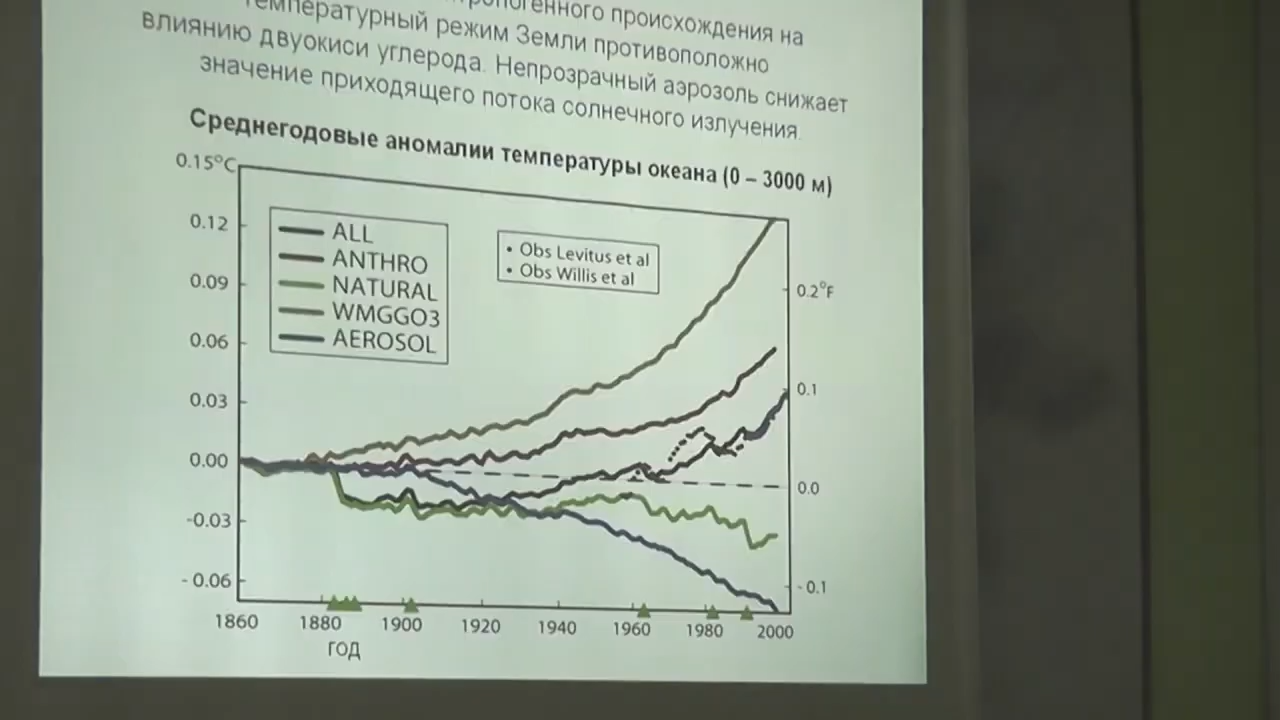 происхождения на
температурный режим Земли противоположно
влиянию двуокиси углерода. Непрозрачный аэрозоль снижает
значение приходящего потока солнечного излучения.
Среднегодовые аномалии температуры океана (0 – 3000 м)
0.15°C
0.12
0.09
0.06
0.03
0.00
-0.03
- 0.06
ALL
ANTHRO
NATURAL
WMGGO3
AEROSOL
• Obs Levitus et al
• Obs Willis et al
0.2°F
0.1
0.0
- 0.1
1860 1880 1900 1920 1940 1960 1980 2000
год